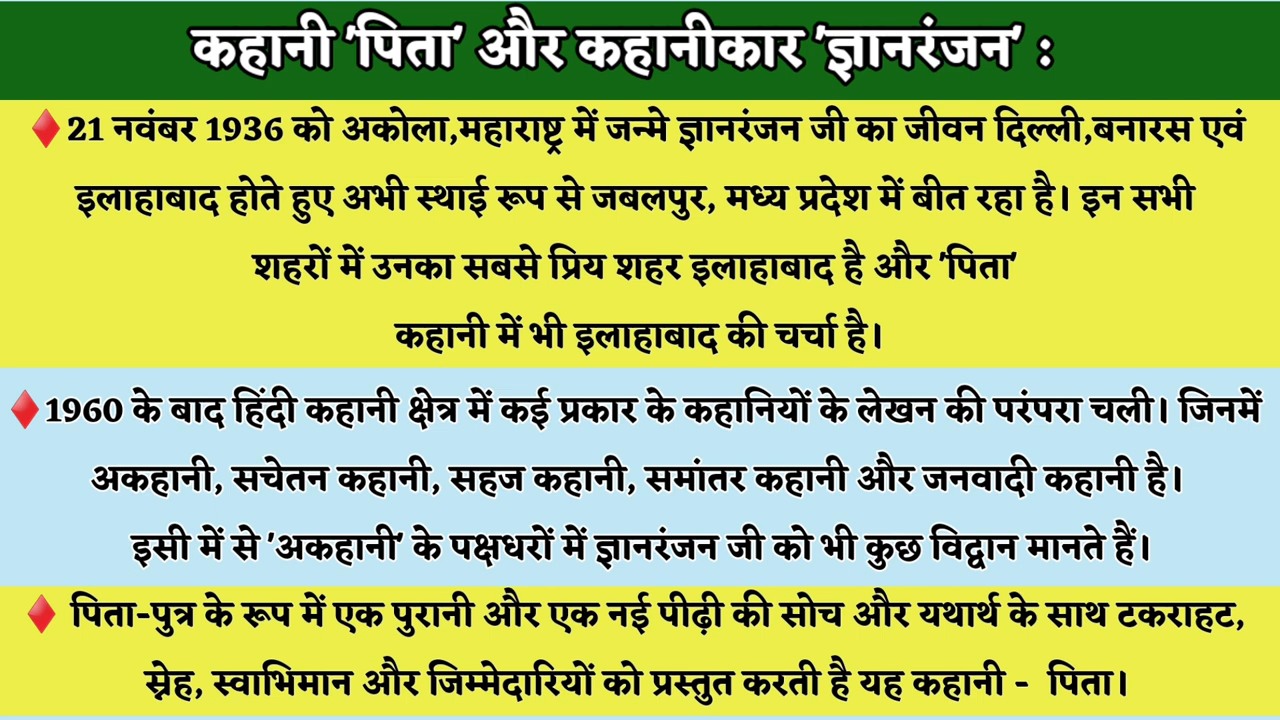 कहानी 'पिता' और कहानीकार 'ज्ञानरंजन' :
21 नवंबर 1936 को अकोला,महाराष्ट्र में जन्मे ज्ञानरंजन जी का जीवन दिल्ली,बनारस एवं
इलाहाबाद होते हुए अभी स्थाई रूप से जबलपुर, मध्य प्रदेश में बीत रहा है। इन सभी
शहरों में उनका सबसे प्रिय शहर इलाहाबाद है और 'पिता'
कहानी में भी इलाहाबाद की चर्चा है।
1960 के बाद हिंदी कहानी क्षेत्र में कई प्रकार के कहानियों के लेखन की परंपरा चली। जिनमें
अकहानी, सचेतन कहानी, सहज कहानी, समांतर कहानी और जनवादी कहानी है।
इसी में से 'अकहानी' के पक्षधरों में ज्ञानरंजन जी को भी कुछ विद्वान मानते हैं।
पिता-पुत्र के रूप में एक पुरानी और एक नई पीढ़ी की सोच और यथार्थ के साथ टकराहट,
स्नेह, स्वाभिमान और जिम्मेदारियों को प्रस्तुत करती है यह कहानी - पिता।